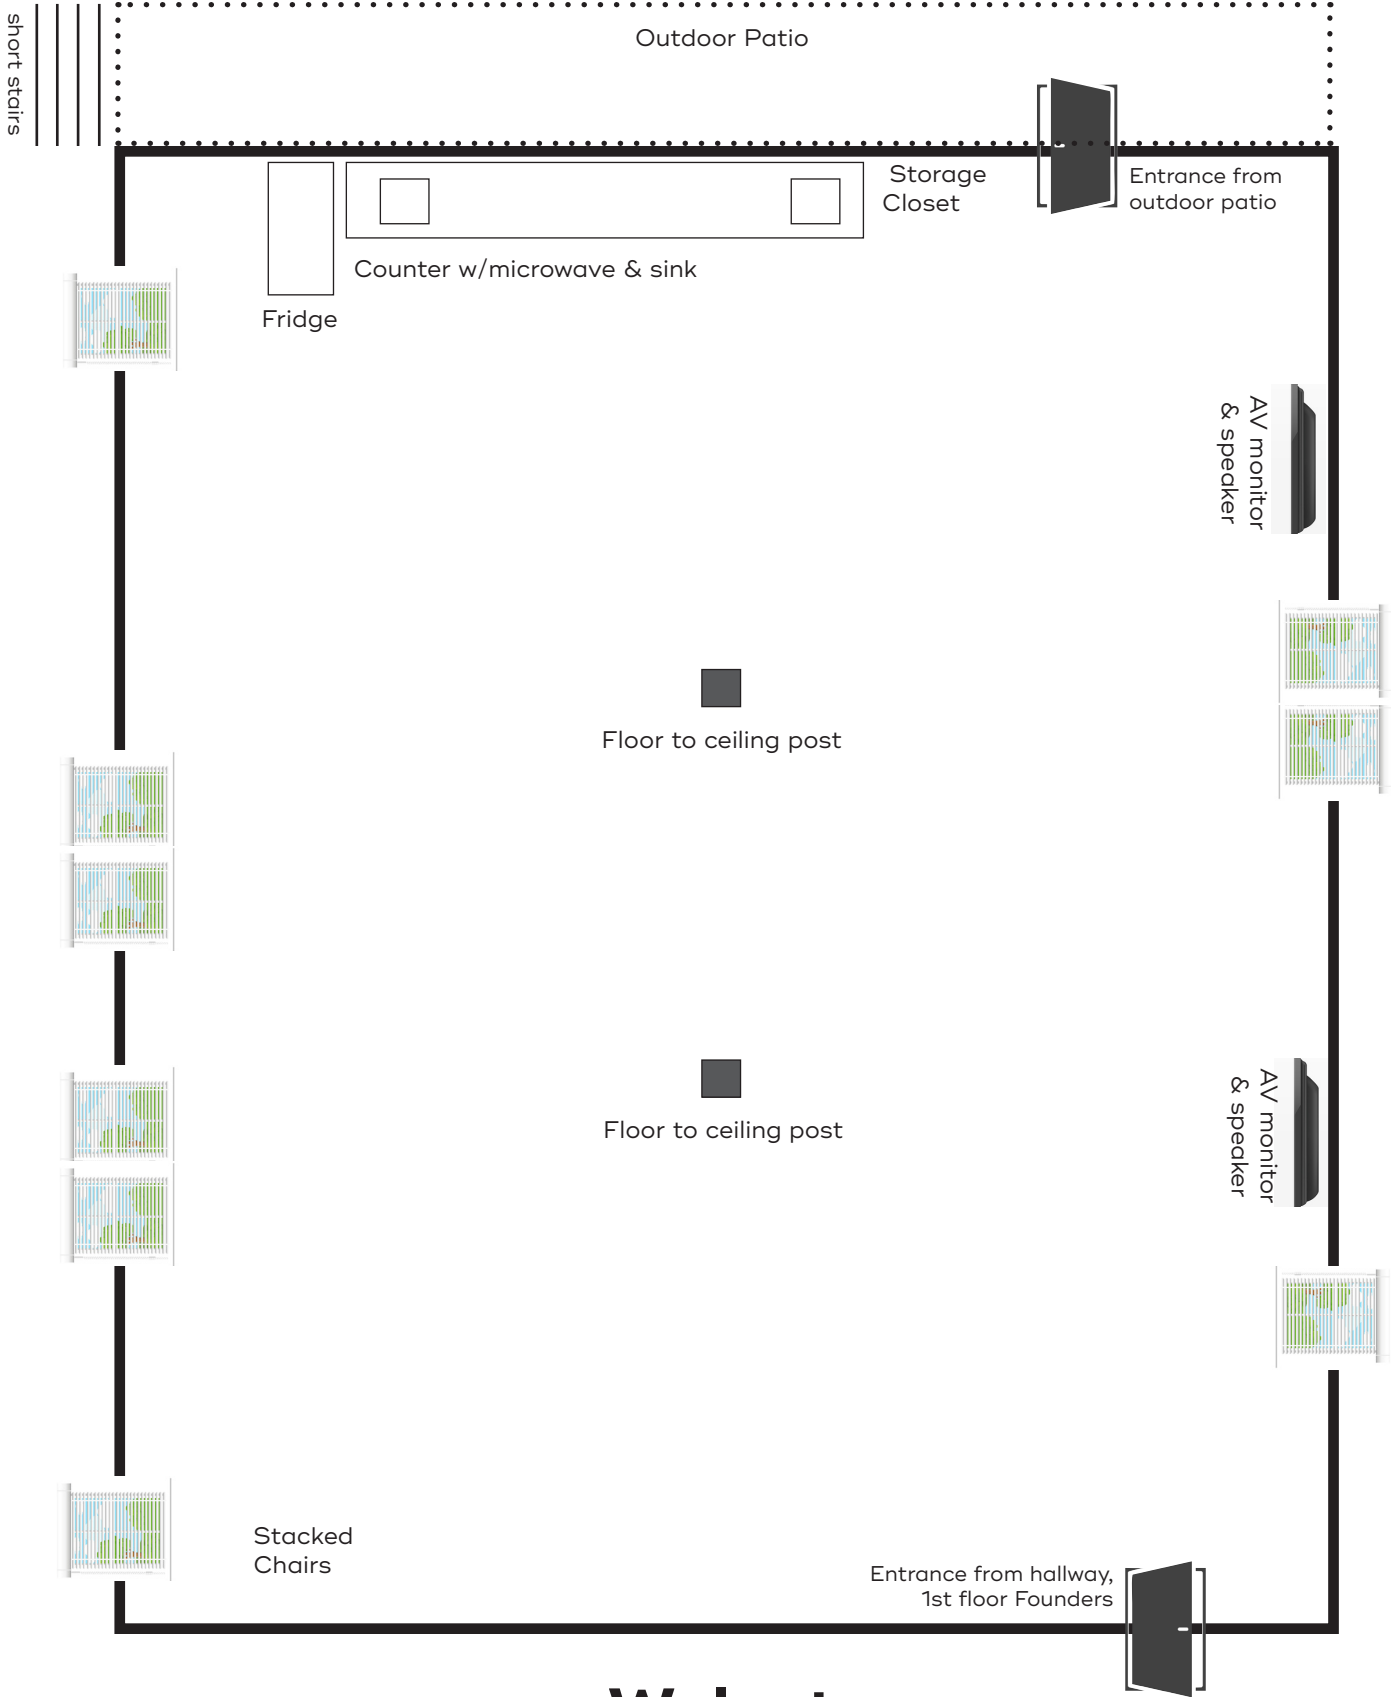 short stairs
Outdoor Patio
Storage
Closet
Entrance from
outdoor patio
Counter w/microwave & sink
Fridge
AV monitor
& speaker
Floor to ceiling post
AV monitor
& speaker
Floor to ceiling post
Stacked
Chairs
Entrance from hallway,
1st floor Founders